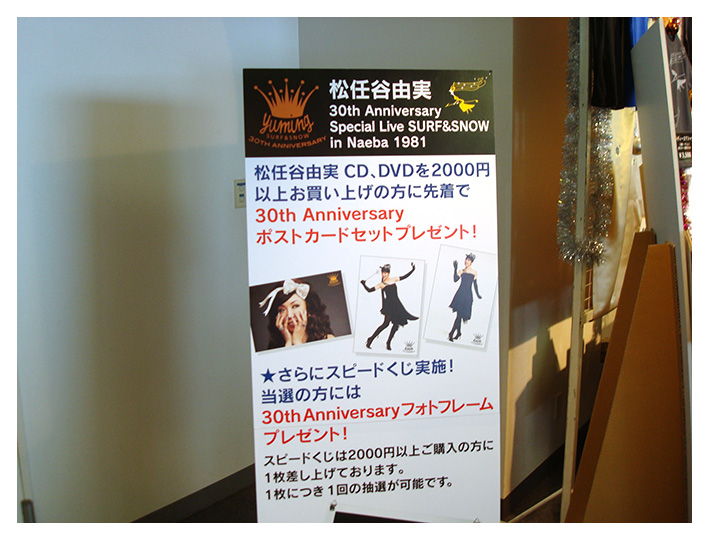 yuming
SURF&SNOW
30TH ANNIVERSARY
松任谷由実
30th Anniversary
Special Live SURF&SNOW
in Naeba 1981
松任谷由実 CD、DVDを2000円
以上お買い上げの方に先着で
30th Anniversary
ポストカードセットプレゼント！
★さらにスピードくじ実施！
当選の方には
30th Anniversaryフォトフレーム
プレゼント！
スピードくじは2000円以上ご購入の方に
1枚差し上げております。
1枚につき1回の抽選が可能です。